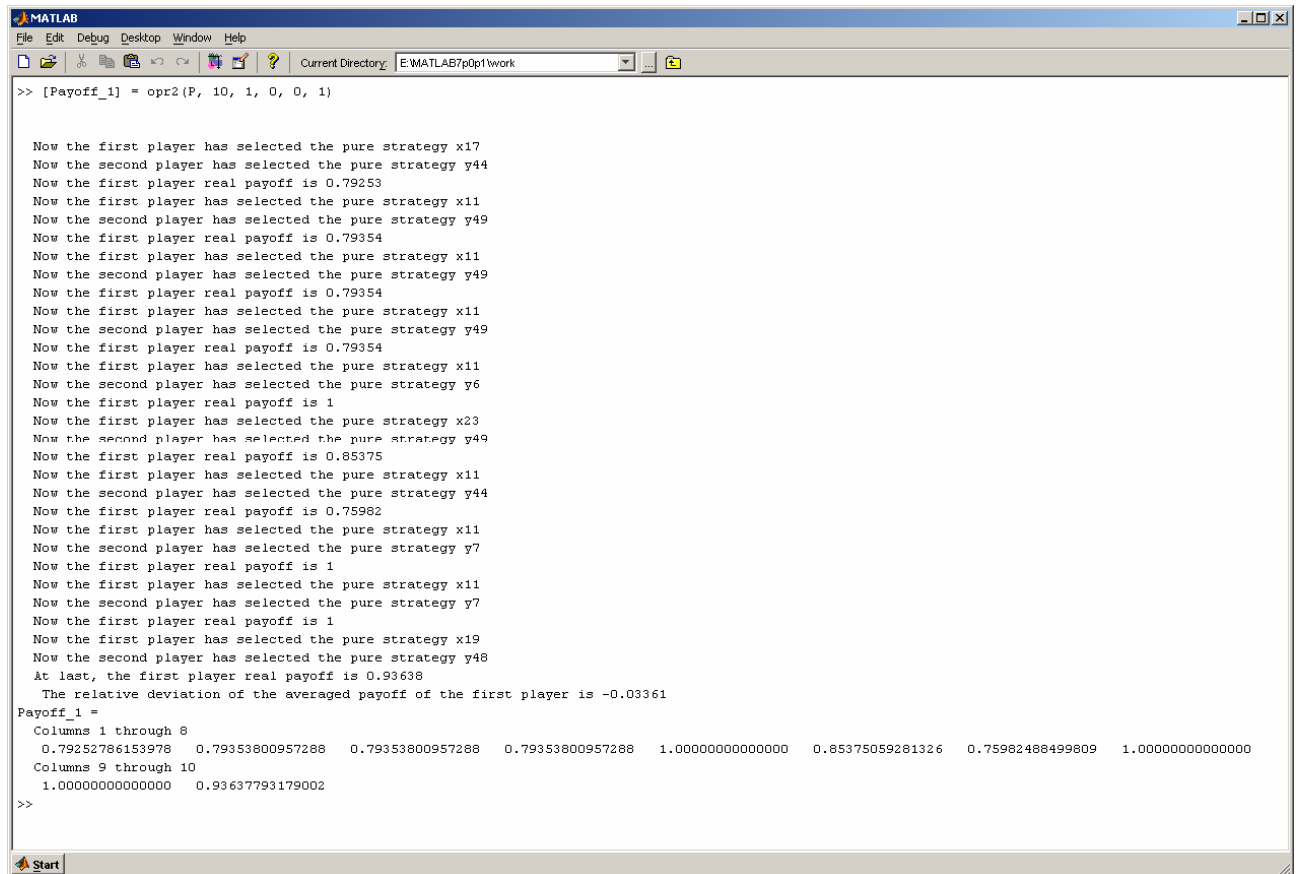 MATLAB
File Edit Debug Desktop Window Help
Current Directory: E:\MATLAB7p0p1\work
>> [Payoff_1] = opr2(P, 10, 1, 0, 0, 1)
Now the first player has selected the pure strategy x17
Now the second player has selected the pure strategy y44
Now the first player real payoff is 0.79253
Now the first player has selected the pure strategy x11
Now the second player has selected the pure strategy y49
Now the first player real payoff is 0.79354
Now the first player has selected the pure strategy x11
Now the second player has selected the pure strategy y49
Now the first player real payoff is 0.79354
Now the first player has selected the pure strategy x11
Now the second player has selected the pure strategy y49
Now the first player real payoff is 0.79354
Now the first player has selected the pure strategy x11
Now the second player has selected the pure strategy y6
Now the first player real payoff is 1
Now the first player has selected the pure strategy x23
Now the second player has selected the pure strategy y49
Now the first player real payoff is 0.85375
Now the first player has selected the pure strategy x11
Now the second player has selected the pure strategy y44
Now the first player real payoff is 0.75982
Now the first player has selected the pure strategy x11
Now the second player has selected the pure strategy y7
Now the first player real payoff is 1
Now the first player has selected the pure strategy x11
Now the second player has selected the pure strategy y7
Now the first player real payoff is 1
Now the first player has selected the pure strategy x19
Now the second player has selected the pure strategy y48
At last, the first player real payoff is 0.93638
The relative deviation of the averaged payoff of the first player is -0.03361
Payoff_1 =
Columns 1 through 8
0.79252786153978 0.79353800957288 0.79353800957288 0.79353800957288 1.00000000000000 0.85375059281326 0.75982488499809 1.00000000000000
Columns 9 through 10
1.00000000000000 0.93637793179002
>>
Start